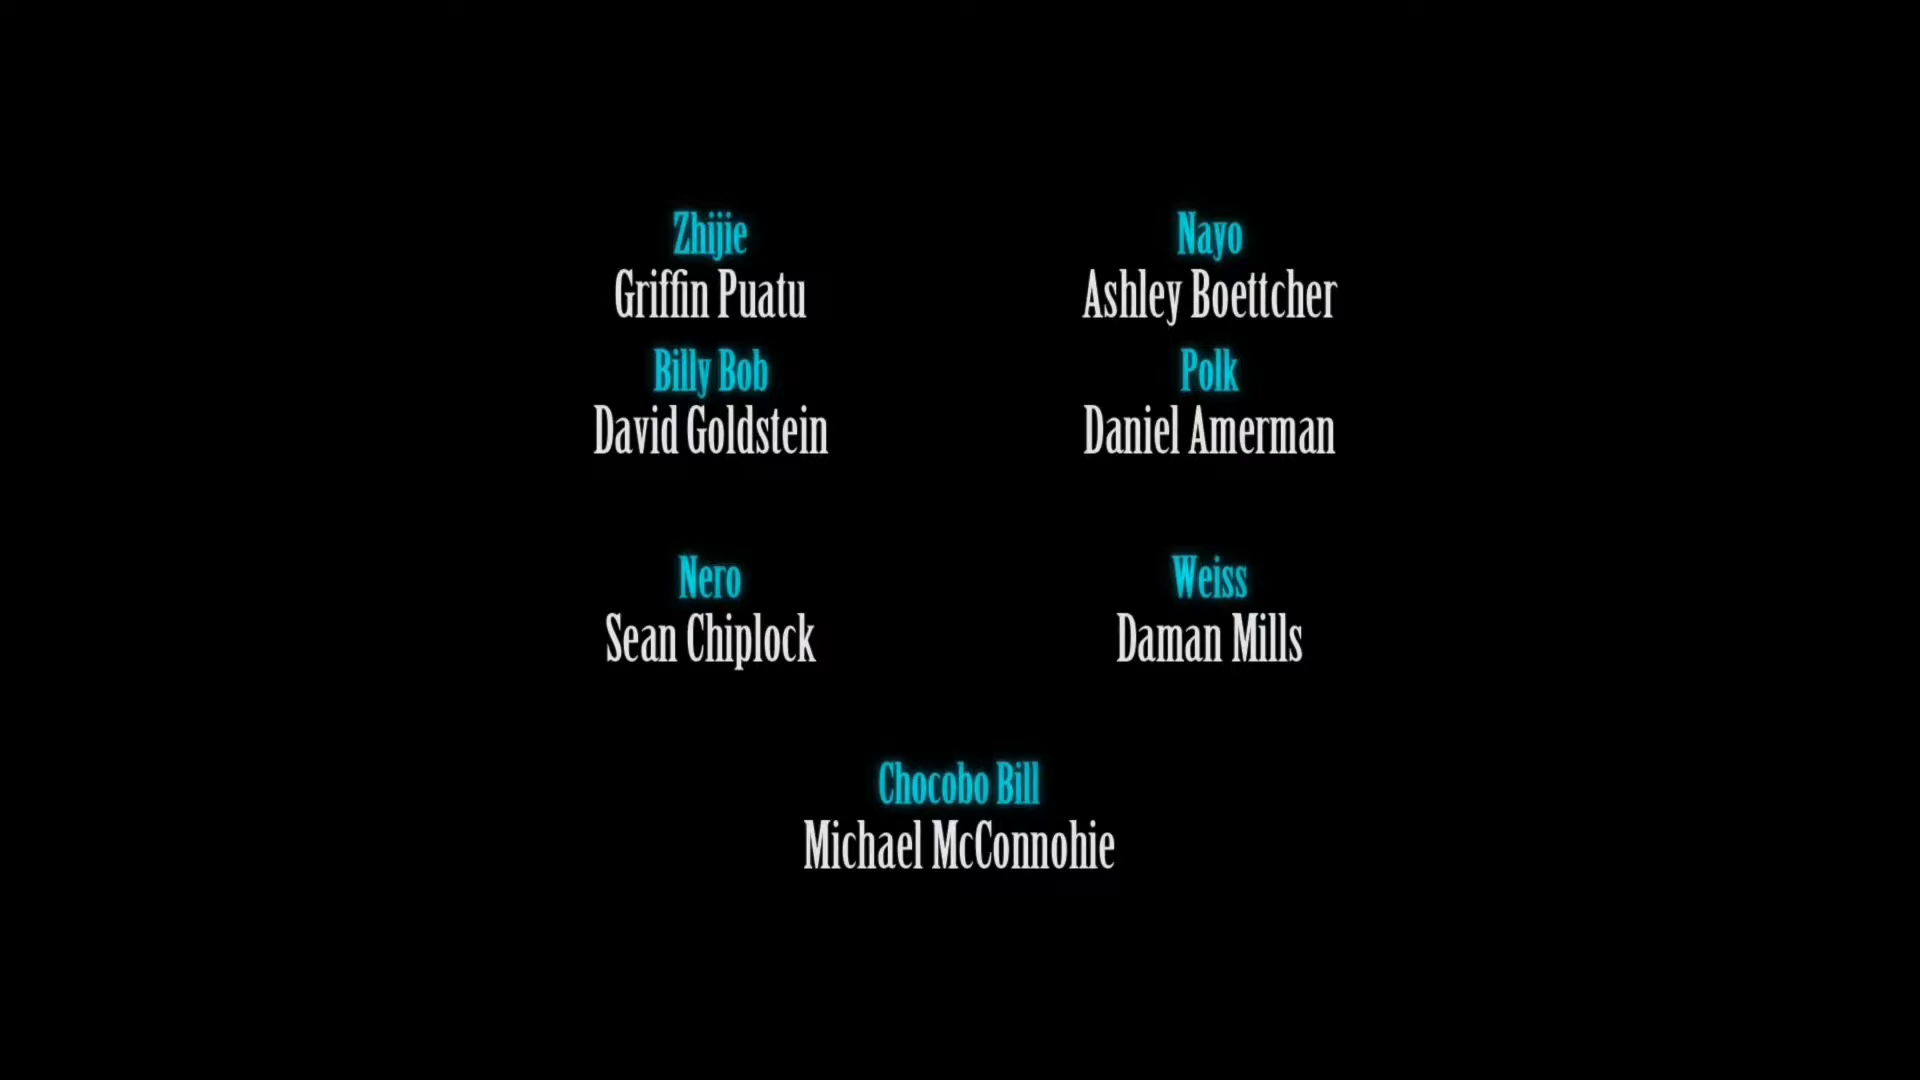 Zhijie
Griffin Puatu
Nayo
Ashley Boettcher
Billy Bob
David Goldstein
Polk
Daniel Amerman
Nero
Sean Chiplock
Weiss
Daman Mills
Chocobo Bill
Michael McConnohie